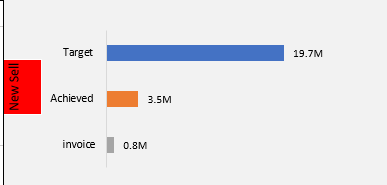 New Sell
Target 19.7M
Achieved 3.5M
invoice 0.8M